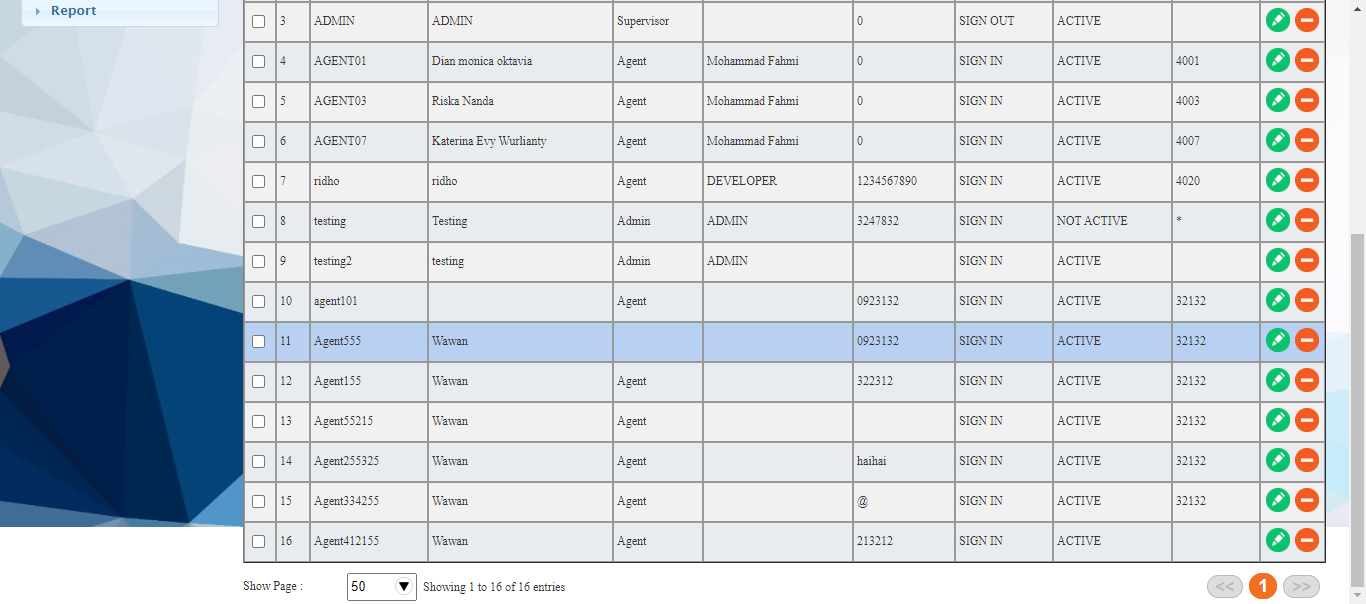 Report
3 ADMIN ADMIN Supervisor 0 SIGN OUT ACTIVE
4 AGENT01 Dian monica oktavia Agent Mohammad Fahmi 0 SIGN IN ACTIVE 4001
5 AGENT03 Riska Nanda Agent Mohammad Fahmi 0 SIGN IN ACTIVE 4003
6 AGENT07 Katerina Evy Wurlianty Agent Mohammad Fahmi 0 SIGN IN ACTIVE 4007
7 ridho ridho Agent DEVELOPER 1234567890 SIGN IN ACTIVE 4020
8 testing Testing Admin ADMIN 3247832 SIGN IN NOT ACTIVE *
9 testing2 testing Admin ADMIN SIGN IN ACTIVE
10 agent101 Agent 0923132 SIGN IN ACTIVE 32132
11 Agent555 Wawan 0923132 SIGN IN ACTIVE 32132
12 Agent155 Wawan Agent 322312 SIGN IN ACTIVE 32132
13 Agent55215 Wawan Agent SIGN IN ACTIVE 32132
14 Agent255325 Wawan Agent haihai SIGN IN ACTIVE 32132
15 Agent334255 Wawan Agent @ SIGN IN ACTIVE 32132
16 Agent412155 Wawan Agent 213212 SIGN IN ACTIVE
Show Page : 50 Showing 1 to 16 of 16 entries << 1 >>